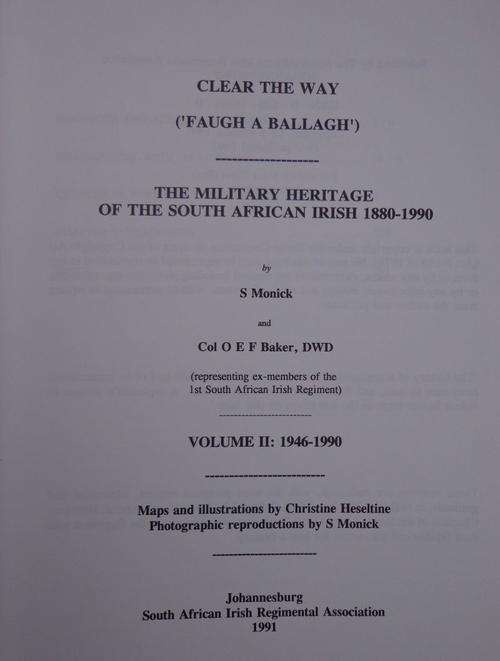 CLEAR THE WAY
('FAUGH A BALLAGH')
THE MILITARY HERITAGE
OF THE SOUTH AFRICAN IRISH 1880-1990
by
S Monick
and
Col O E F Baker, DWD
(representing ex-members of the
1st South African Irish Regiment)
VOLUME II: 1946-1990
Maps and illustrations by Christine Heseltine
Photographic reproductions by S Monick
Johannesburg
South African Irish Regimental Association
1991